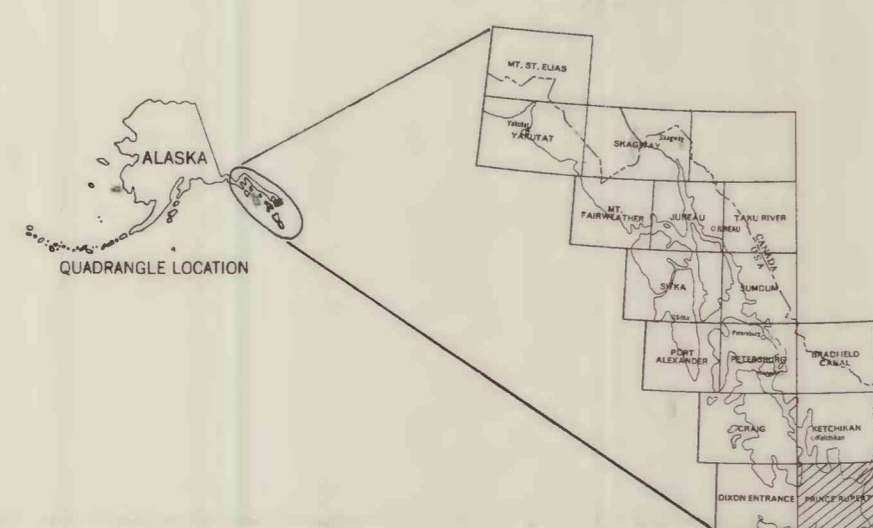 ALASKA
QUADRANGLE LOCATION
MT. ST. ELIAS
Yakutat
YAKUTAT
SKAGWAY
Skagway
MT.
FAIRWEATHER
JUNEAU
JUNEAU
TAKU RIVER
CANADA
USA
SITKA
Sitka
SUMDUM
PORT
ALEXANDER
Petersburg
PETERSBURG
BRADFIELD
CANAL
CRAIG
KETCHIKAN
Ketchikan
DIXON ENTRANCE
PRINCE RUPERT